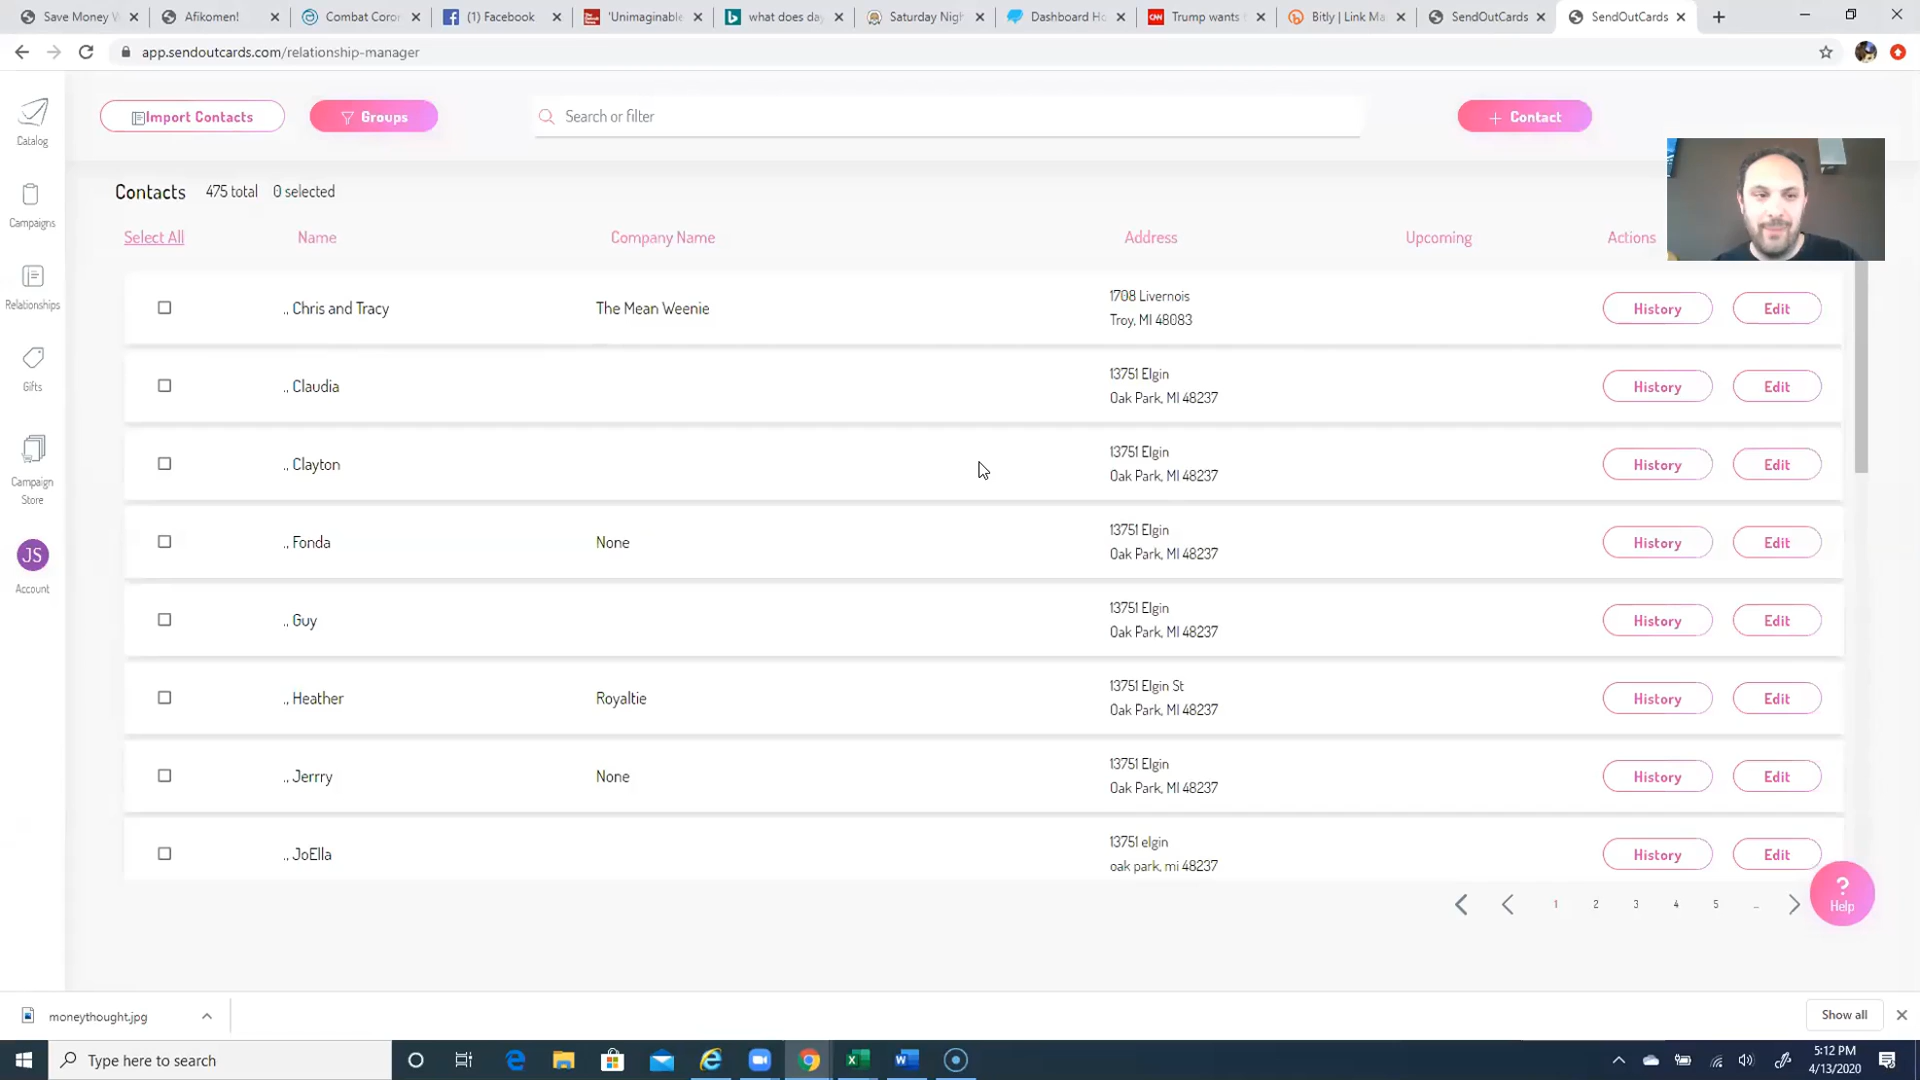 Save Money W
Afikomen!
Combat Coror
(1) Facebook
'Unimaginable
what does day
Saturday Nigh
Dashboard Ho
Trump wants t
Bitly | Link Ma
SendOutCards
SendOutCards
app.sendoutcards.com/relationship-manager
Catalog
Campaigns
Relationships
Gifts
Campaign
Store
JS
Account
Import Contacts
Groups
Search or filter
+ Contact
Contacts 475 total 0 selected
Select All Name Company Name Address Upcoming Actions
., Chris and Tracy The Mean Weenie 1708 Livernois
Troy, MI 48083 History Edit
., Claudia 13751 Elgin
Oak Park, MI 48237 History Edit
., Clayton 13751 Elgin
Oak Park, MI 48237 History Edit
., Fonda None 13751 Elgin
Oak Park, MI 48237 History Edit
., Guy 13751 Elgin
Oak Park, MI 48237 History Edit
., Heather Royaltie 13751 Elgin St
Oak Park, MI 48237 History Edit
., Jerrry None 13751 Elgin
Oak Park, MI 48237 History Edit
., JoElla 13751 elgin
oak park, mi 48237 History Edit
1 2 3 4 5 ...
? Help
moneythought.jpg
Show all
Type here to search
5:12 PM
4/13/2020